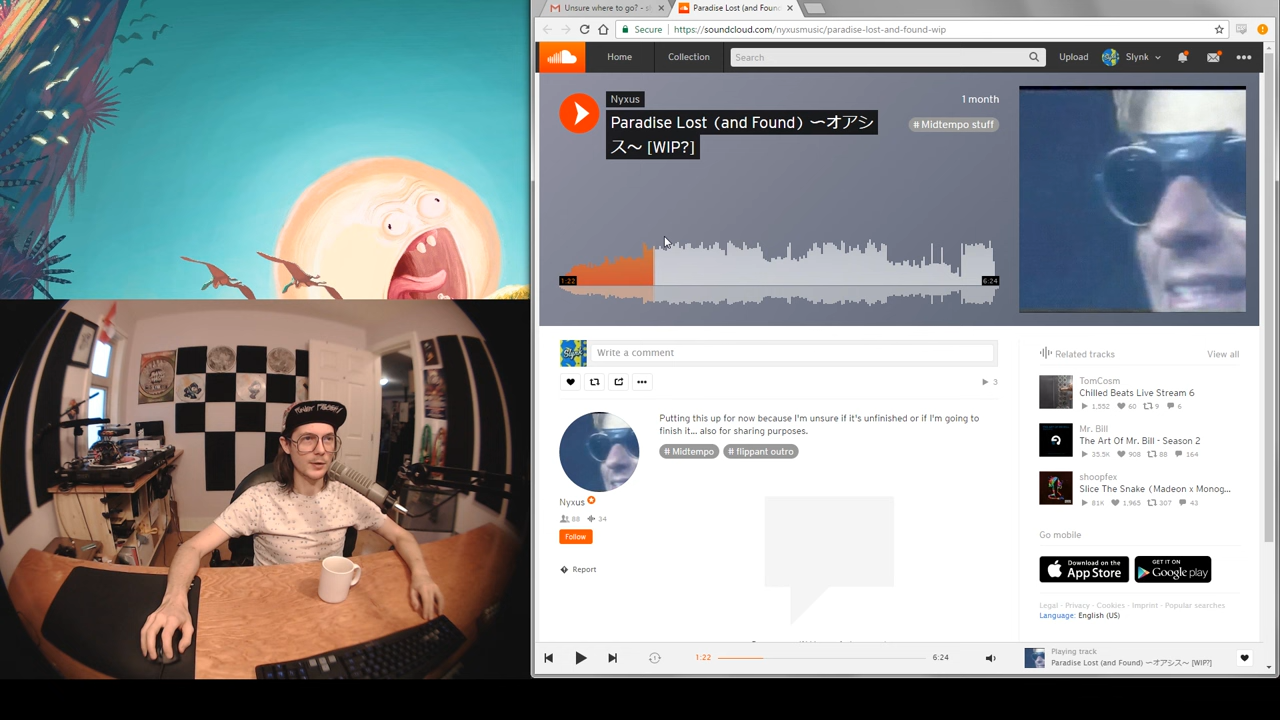 Unsure where to go? - sl
Paradise Lost (and Foun
Secure
https://soundcloud.com/nyxusmusic/paradise-lost-and-found-wip
Home
Collection
Search
Upload
Slynk
Nyxus
1 month
Paradise Lost (and Found) 〜オアシ
ス〜 [WIP?]
# Midtempo stuff
1:22
6:24
Slynk
Write a comment
3
Putting this up for now because I'm unsure if it's unfinished or if I'm going to
finish it... also for sharing purposes.
# Midtempo
# flippant outro
Nyxus
88
34
Follow
Report
Related tracks
View all
TomCosm
Chilled Beats Live Stream 6
1,552
60
9
6
Mr. Bill
The Art Of Mr. Bill - Season 2
35.5K
908
88
164
shoopfex
Slice The Snake (Madeon x Monog...
81K
1,965
307
43
Go mobile
Download on the
App Store
GET IT ON
Google play
Legal - Privacy - Cookies - Imprint - Popular searches
Language: English (US)
1:22
6:24
Playing track
Paradise Lost (and Found) 〜オアシス〜 [WIP?]